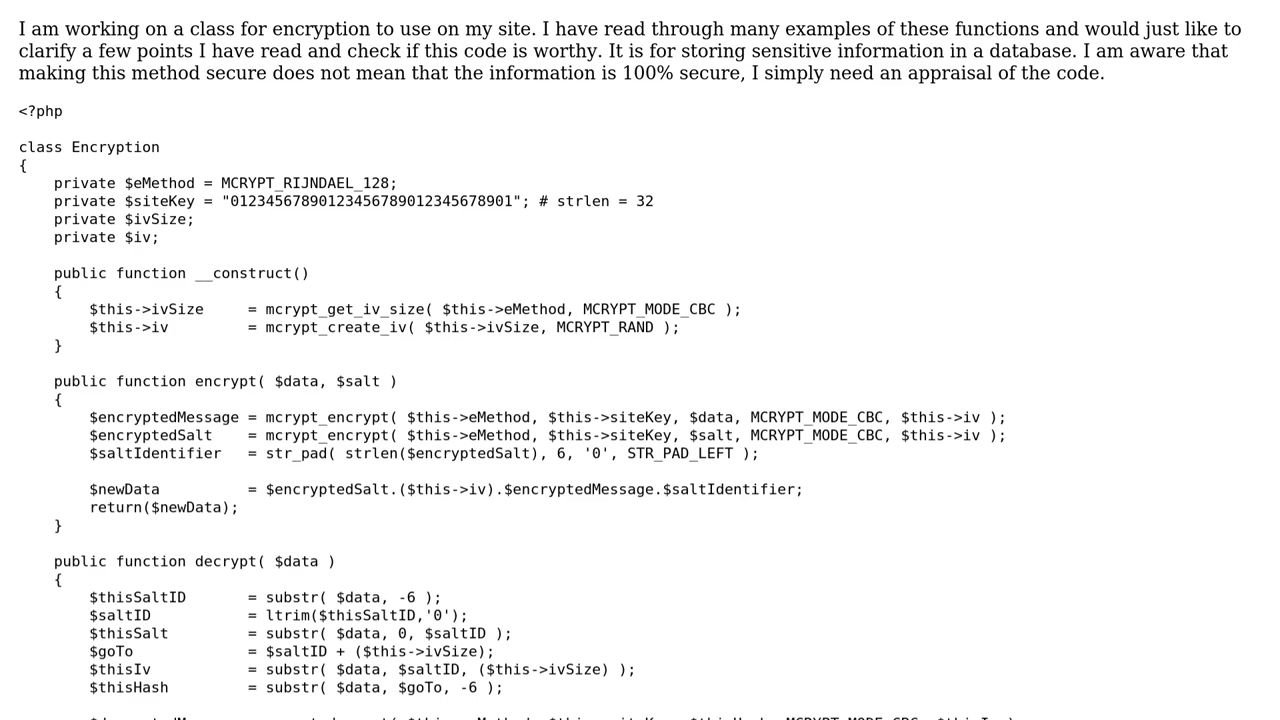 I am working on a class for encryption to use on my site. I have read through many examples of these functions and would just like to
clarify a few points I have read and check if this code is worthy. It is for storing sensitive information in a database. I am aware that
making this method secure does not mean that the information is 100% secure, I simply need an appraisal of the code.
<?php
class Encryption
{
    private $eMethod = MCRYPT_RIJNDAEL_128;
    private $siteKey = "01234567890123456789012345678901"; # strlen = 32
    private $ivSize;
    private $iv;
    public function __construct()
    {
        $this->ivSize     = mcrypt_get_iv_size( $this->eMethod, MCRYPT_MODE_CBC );
        $this->iv         = mcrypt_create_iv( $this->ivSize, MCRYPT_RAND );
    }
    public function encrypt( $data, $salt )
    {
        $encryptedMessage = mcrypt_encrypt( $this->eMethod, $this->siteKey, $data, MCRYPT_MODE_CBC, $this->iv );
        $encryptedSalt    = mcrypt_encrypt( $this->eMethod, $this->siteKey, $salt, MCRYPT_MODE_CBC, $this->iv );
        $saltIdentifier   = str_pad( strlen($encryptedSalt), 6, '0', STR_PAD_LEFT );
        $newData          = $encryptedSalt.($this->iv).$encryptedMessage.$saltIdentifier;
        return($newData);
    }
    public function decrypt( $data )
    {
        $thisSaltID       = substr( $data, -6 );
        $saltID           = ltrim($thisSaltID,'0');
        $thisSalt         = substr( $data, 0, $saltID );
        $goTo             = $saltID + ($this->ivSize);
        $thisIv           = substr( $data, $saltID, ($this->ivSize) );
        $thisHash         = substr( $data, $goTo, -6 );